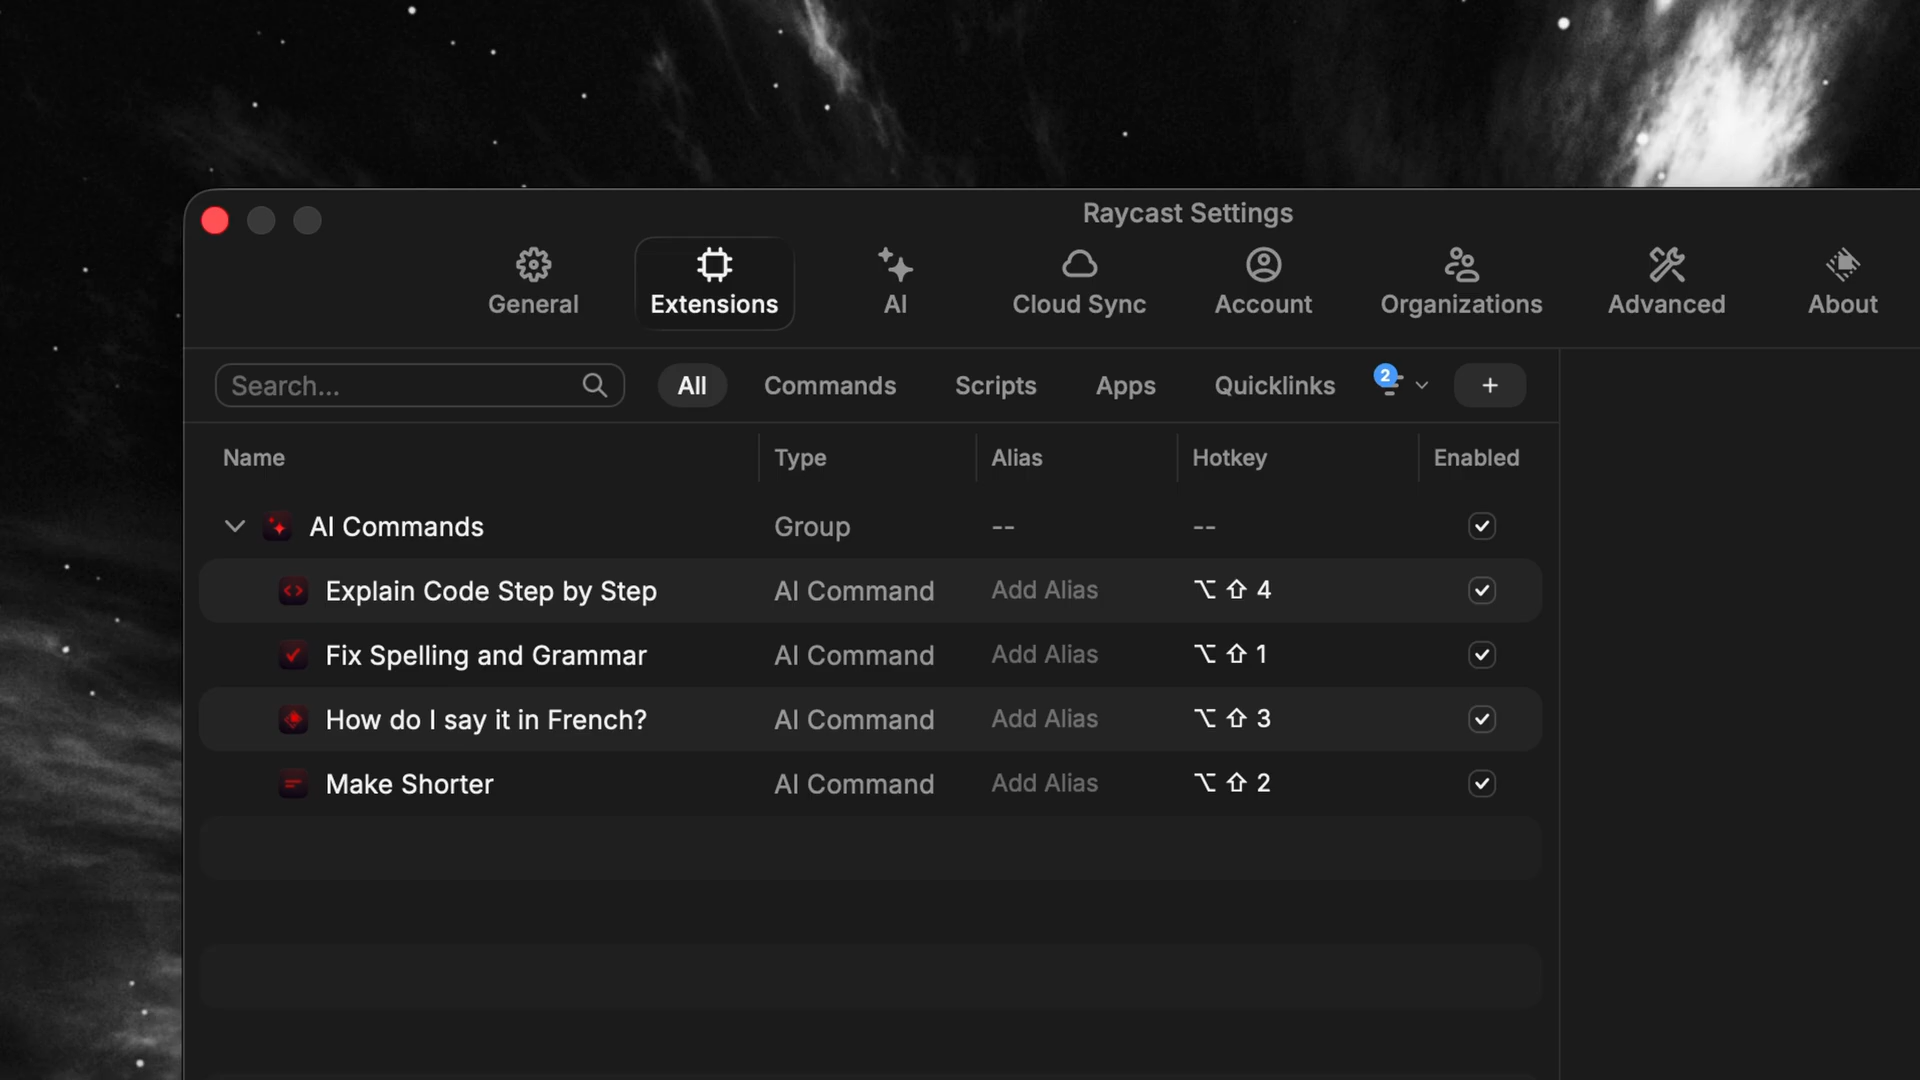 Raycast Settings
General Extensions AI Cloud Sync Account Organizations Advanced About
Search... All Commands Scripts Apps Quicklinks 2 +
Name Type Alias Hotkey Enabled
AI Commands Group -- --
Explain Code Step by Step AI Command Add Alias ⌥ ⇧ 4
Fix Spelling and Grammar AI Command Add Alias ⌥ ⇧ 1
How do I say it in French? AI Command Add Alias ⌥ ⇧ 3
Make Shorter AI Command Add Alias ⌥ ⇧ 2